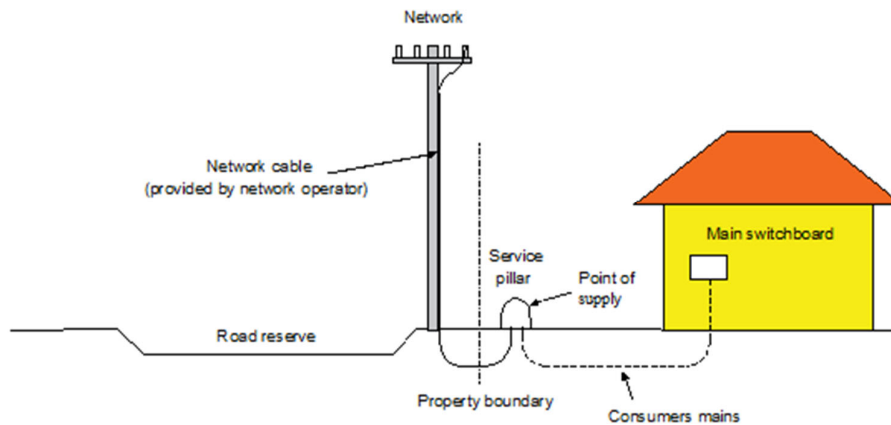 Network
Network cable
(provided by network operator)
Main switchboard
Service
pillar
Point of
supply
Road reserve
Property boundary
Consumers mains